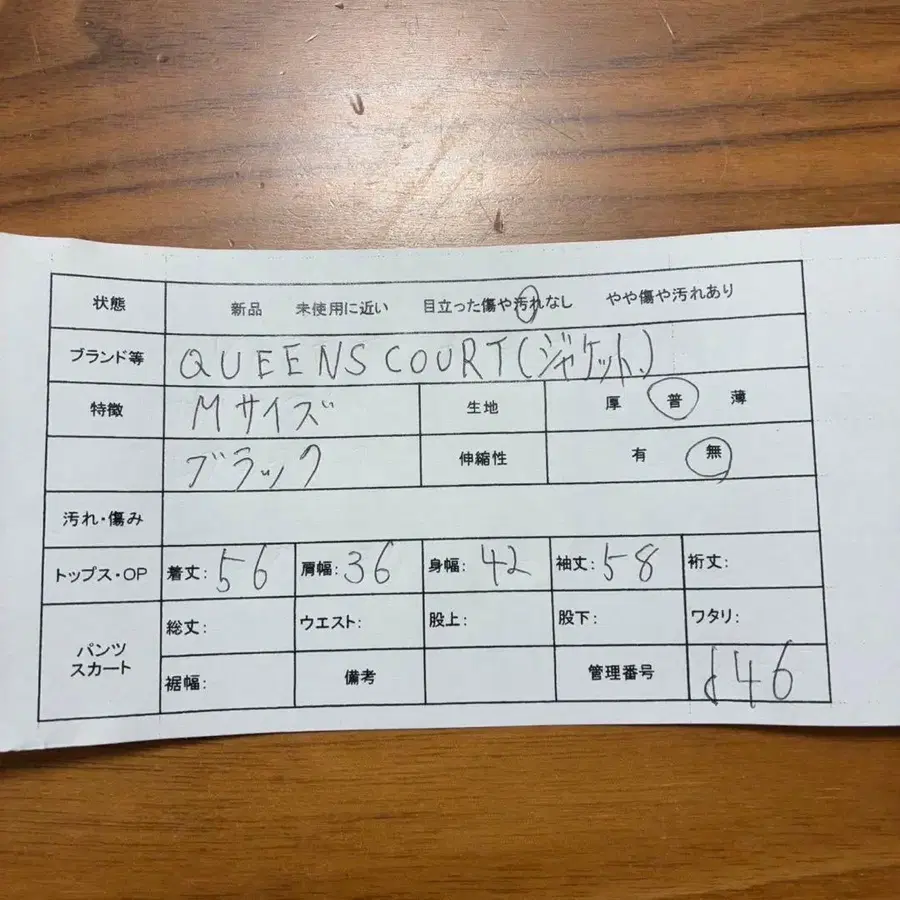 状態 新品 未使用に近い 目立った傷や汚れなし やや傷や汚れあり
ブランド等 QUEENS COURT(ジャケット)
特徴 Mサイズ 生地 厚 普 薄
ブラック 伸縮性 有 無
汚れ・傷み
トップス・OP 着丈: 56 肩幅: 36 身幅: 42 袖丈: 58 裄丈:
パンツ スカート 総丈: ウエスト: 股上: 股下: ワタリ:
裾幅: 備考 管理番号 d46